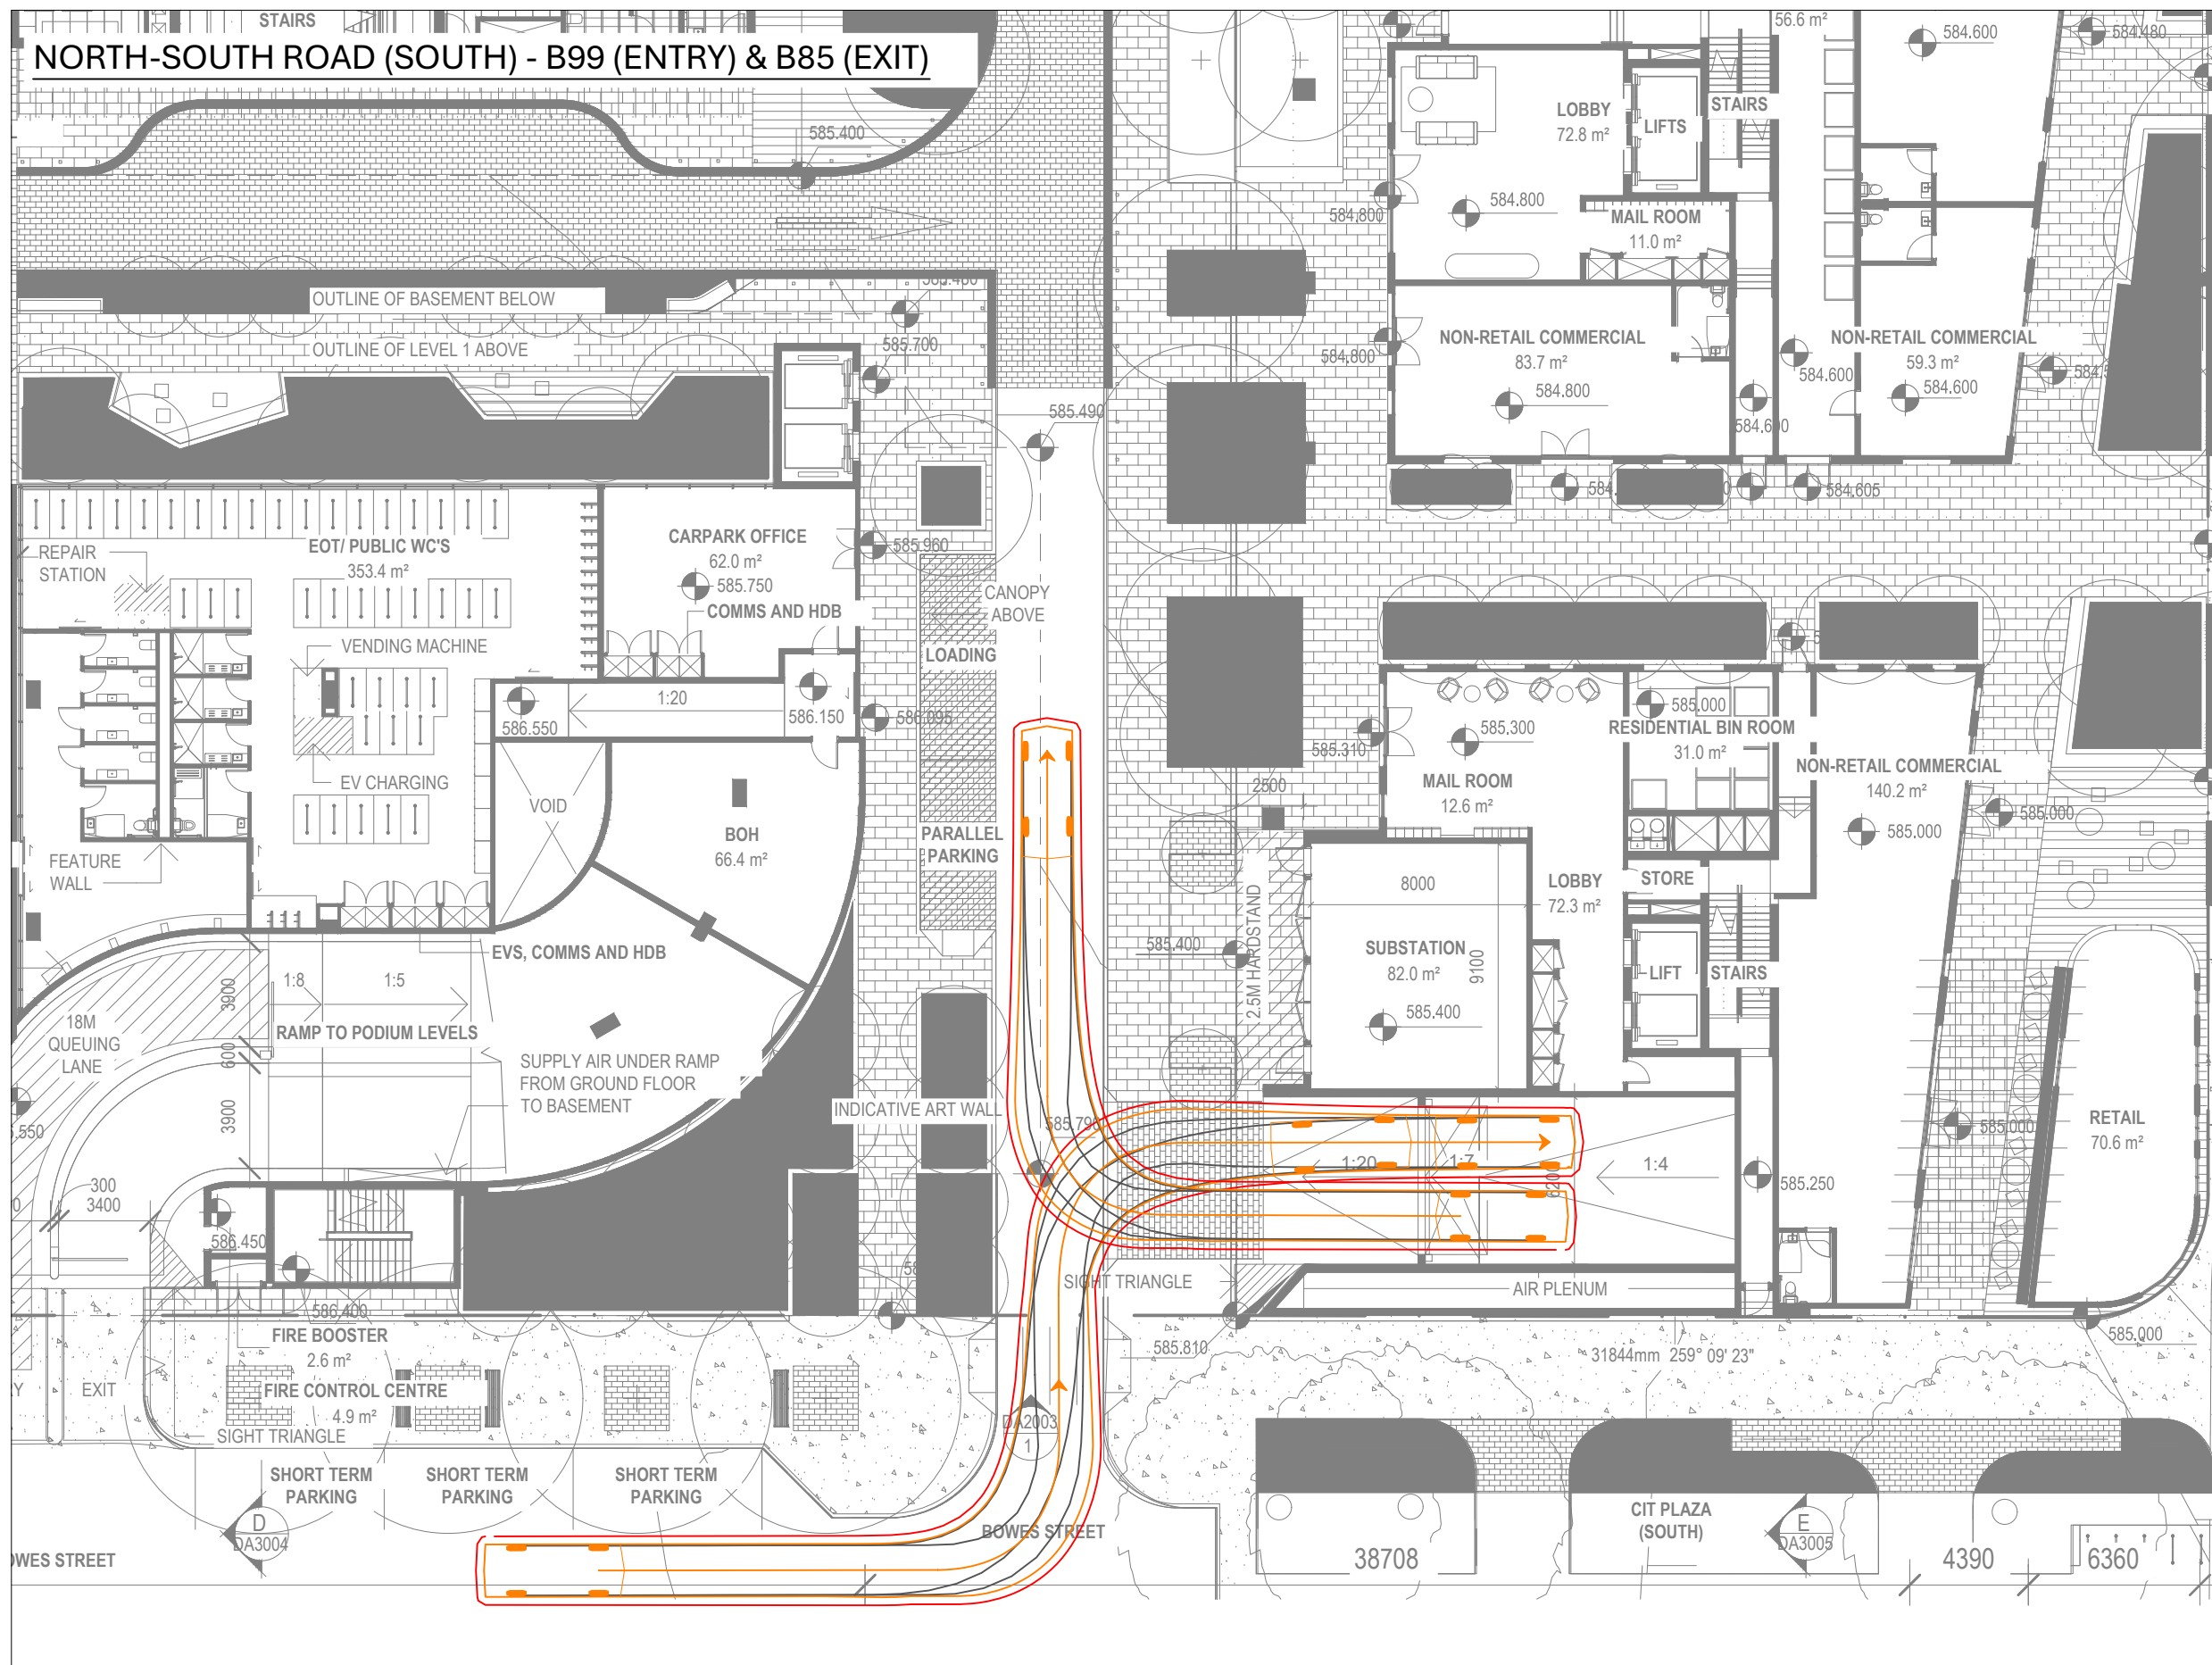 STAIRS
NORTH-SOUTH ROAD (SOUTH) - B99 (ENTRY) & B85 (EXIT)
56.6 m²
584.600
584.480
585.400
LOBBY
72.8 m²
LIFTS
STAIRS
584.800
584.800
MAIL ROOM
11.0 m²
OUTLINE OF BASEMENT BELOW
585.700
OUTLINE OF LEVEL 1 ABOVE
NON-RETAIL COMMERCIAL
83.7 m²
584.800
584.800
NON-RETAIL COMMERCIAL
59.3 m²
584.600
584.600
584.600
585.490
584.605
EOT/ PUBLIC WC'S
353.4 m²
REPAIR
STATION
CARPARK OFFICE
62.0 m²
585.750
585.960
COMMS AND HDB
CANOPY
ABOVE
LOADING
VENDING MACHINE
1:20
586.550
586.150
586.095
EV CHARGING
VOID
BOH
66.4 m²
PARALLEL
PARKING
585.300
585.310
MAIL ROOM
12.6 m²
585.000
RESIDENTIAL BIN ROOM
31.0 m²
NON-RETAIL COMMERCIAL
140.2 m²
585.000
2500
FEATURE
WALL
8000
LOBBY
72.3 m²
STORE
2.5M HARDSTAND
585.400
SUBSTATION
82.0 m²
9100
585.400
LIFT
STAIRS
EVS, COMMS AND HDB
1:8
1:5
3900
18M
QUEUING
LANE
RAMP TO PODIUM LEVELS
600
SUPPLY AIR UNDER RAMP
FROM GROUND FLOOR
TO BASEMENT
3900
INDICATIVE ART WALL
585.790
1:20
1:7
1:4
6200
585.250
585.000
RETAIL
70.6 m²
300
3400
586.450
SIGHT TRIANGLE
AIR PLENUM
586.400
FIRE BOOSTER
2.6 m²
585.810
31844mm 259° 09' 23"
585.000
EXIT
FIRE CONTROL CENTRE
4.9 m²
SIGHT TRIANGLE
DA2003
1
SHORT TERM
PARKING
SHORT TERM
PARKING
SHORT TERM
PARKING
D
DA3004
BOWES STREET
CIT PLAZA
(SOUTH)
E
DA3005
OWES STREET
38708
4390
6360